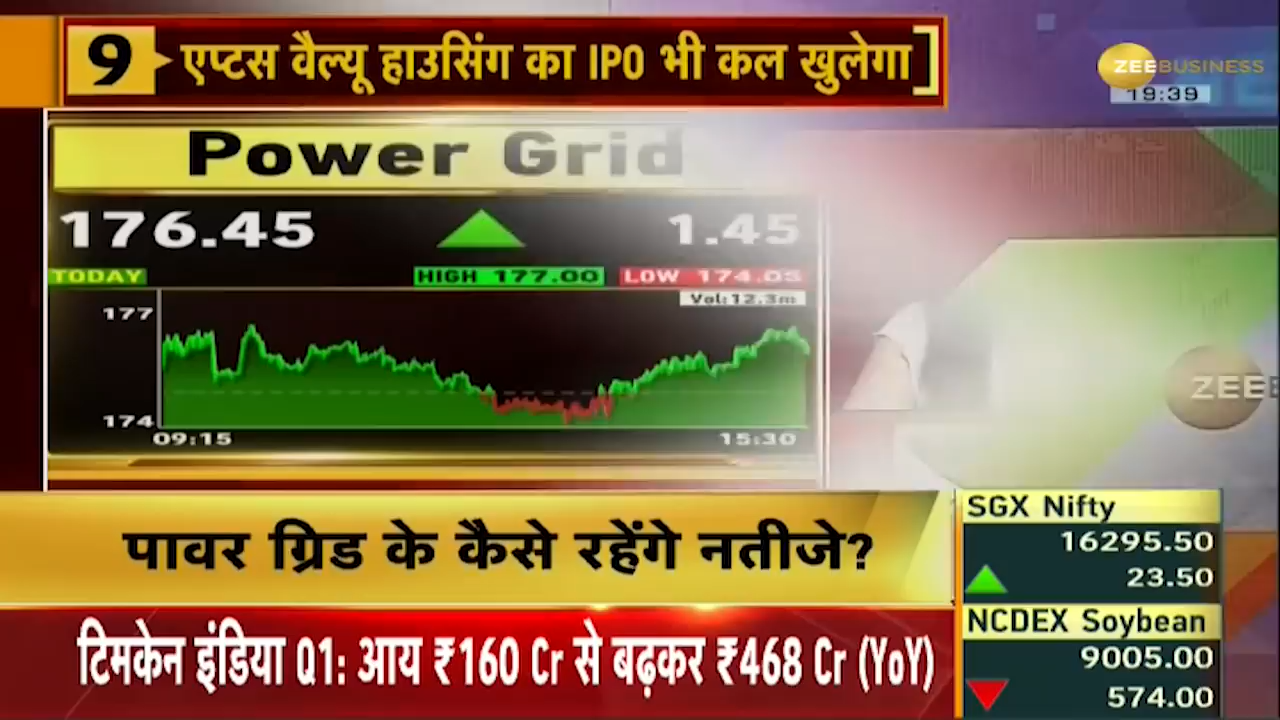 9 एप्टस वैल्यू हाउसिंग का IPO भी कल खुलेगा
ZEEBUSINESS
19:39
Power Grid
176.45 1.45
TODAY HIGH 177.00 LOW 174.05
Vol:12.3m
177
174
09:15 15:30
ZEE
पावर ग्रिड के कैसे रहेंगे नतीजे?
टिमकेन इंडिया Q1: आय ₹160 Cr से बढ़कर ₹468 Cr (YoY)
SGX Nifty
16295.50
23.50
NCDEX Soybean
9005.00
574.00